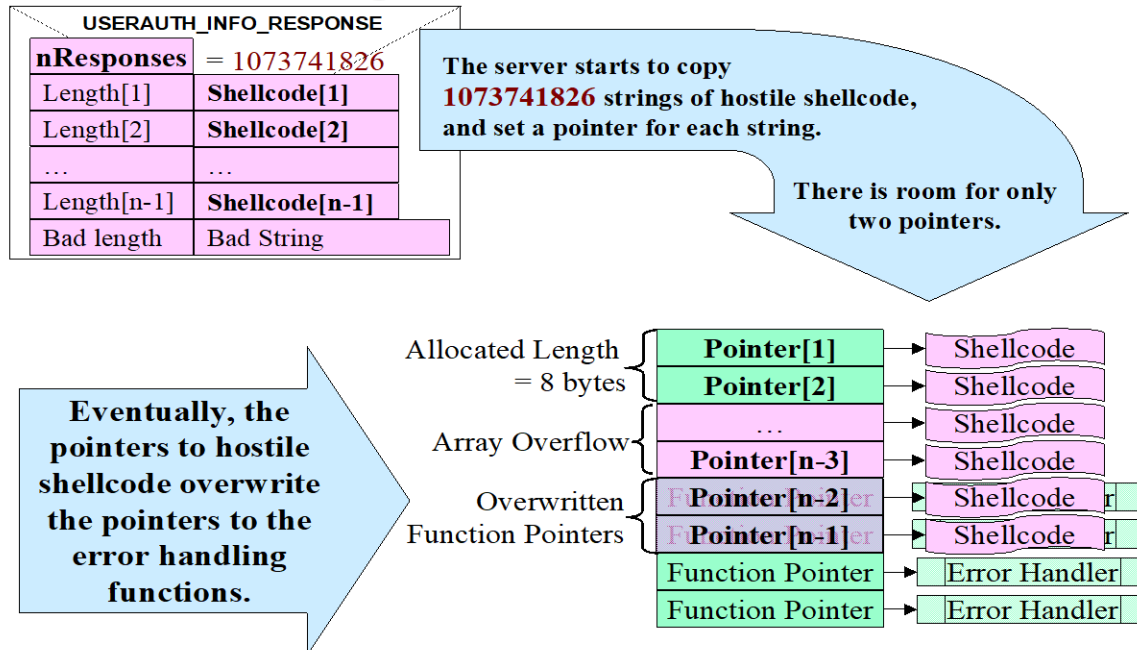 USERAUTH_INFO_RESPONSE
nResponses = 1073741826
Length[1] Shellcode[1]
Length[2] Shellcode[2]
... ...
Length[n-1] Shellcode[n-1]
Bad length Bad String
The server starts to copy
1073741826 strings of hostile shellcode,
and set a pointer for each string.
There is room for only
two pointers.
Eventually, the
pointers to hostile
shellcode overwrite
the pointers to the
error handling
functions.
Allocated Length
= 8 bytes
Array Overflow
Overwritten
Function Pointers
Pointer[1] Shellcode
Pointer[2] Shellcode
... Shellcode
Pointer[n-3] Shellcode
Function Pointer Pointer[n-2] Shellcode r
Function Pointer Pointer[n-1] Shellcode r
Function Pointer Error Handler
Function Pointer Error Handler